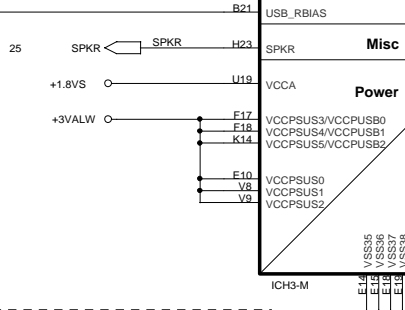 B21 USB_RBIAS
25 SPKR SPKR H23 SPKR Misc
+1.8VS U19 VCCA
Power
+3VALW F17 VCCPSUS3/VCCPUSB0
F18 VCCPSUS4/VCCPUSB1
K14 VCCPSUS5/VCCPUSB2
E10 VCCPSUS0
V8 VCCPSUS1
V9 VCCPSUS2
VSS35
VSS36
VSS37
VSS38
ICH3-M
E14
E15
E18
E19